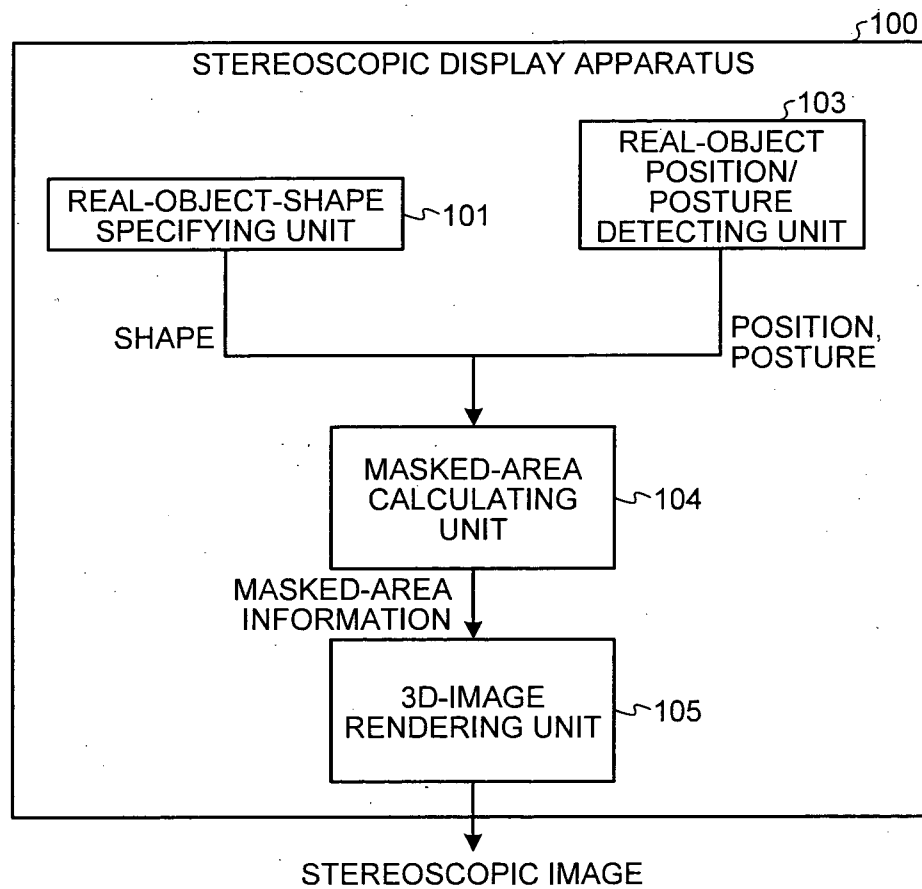 100
STEREOSCOPIC DISPLAY APPARATUS
103
REAL-OBJECT
POSITION/
POSTURE
DETECTING UNIT
REAL-OBJECT-SHAPE
SPECIFYING UNIT
101
SHAPE
POSITION,
POSTURE
MASKED-AREA
CALCULATING
UNIT
104
MASKED-AREA
INFORMATION
3D-IMAGE
RENDERING UNIT
105
STEREOSCOPIC IMAGE